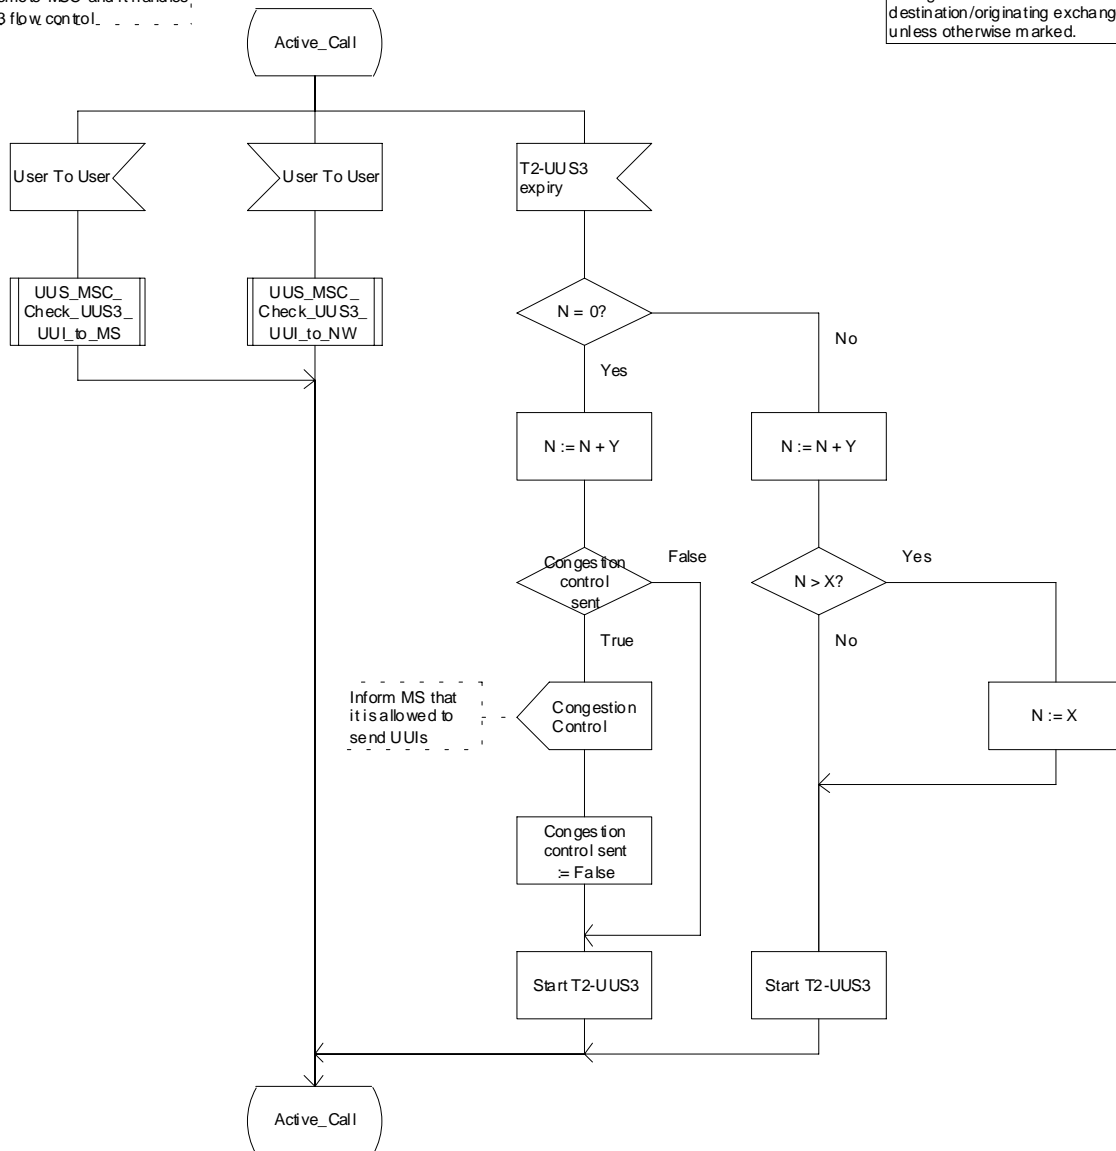 3 flow control
destination/originating exchang
unless otherwise marked.
Active_Call
User To User
User To User
T2-UUS3
expiry
UUS_MSC_
Check_UUS3_
UUI_to_MS
UUS_MSC_
Check_UUS3_
UUI_to_NW
N = 0?
No
Yes
N := N + Y
N := N + Y
Congestion
control
sent
False
N > X?
Yes
True
No
Inform MS that
it is allowed to
send UUIs
Congestion
Control
N := X
Congestion
control sent
:= False
Start T2-UUS3
Start T2-UUS3
Active_Call